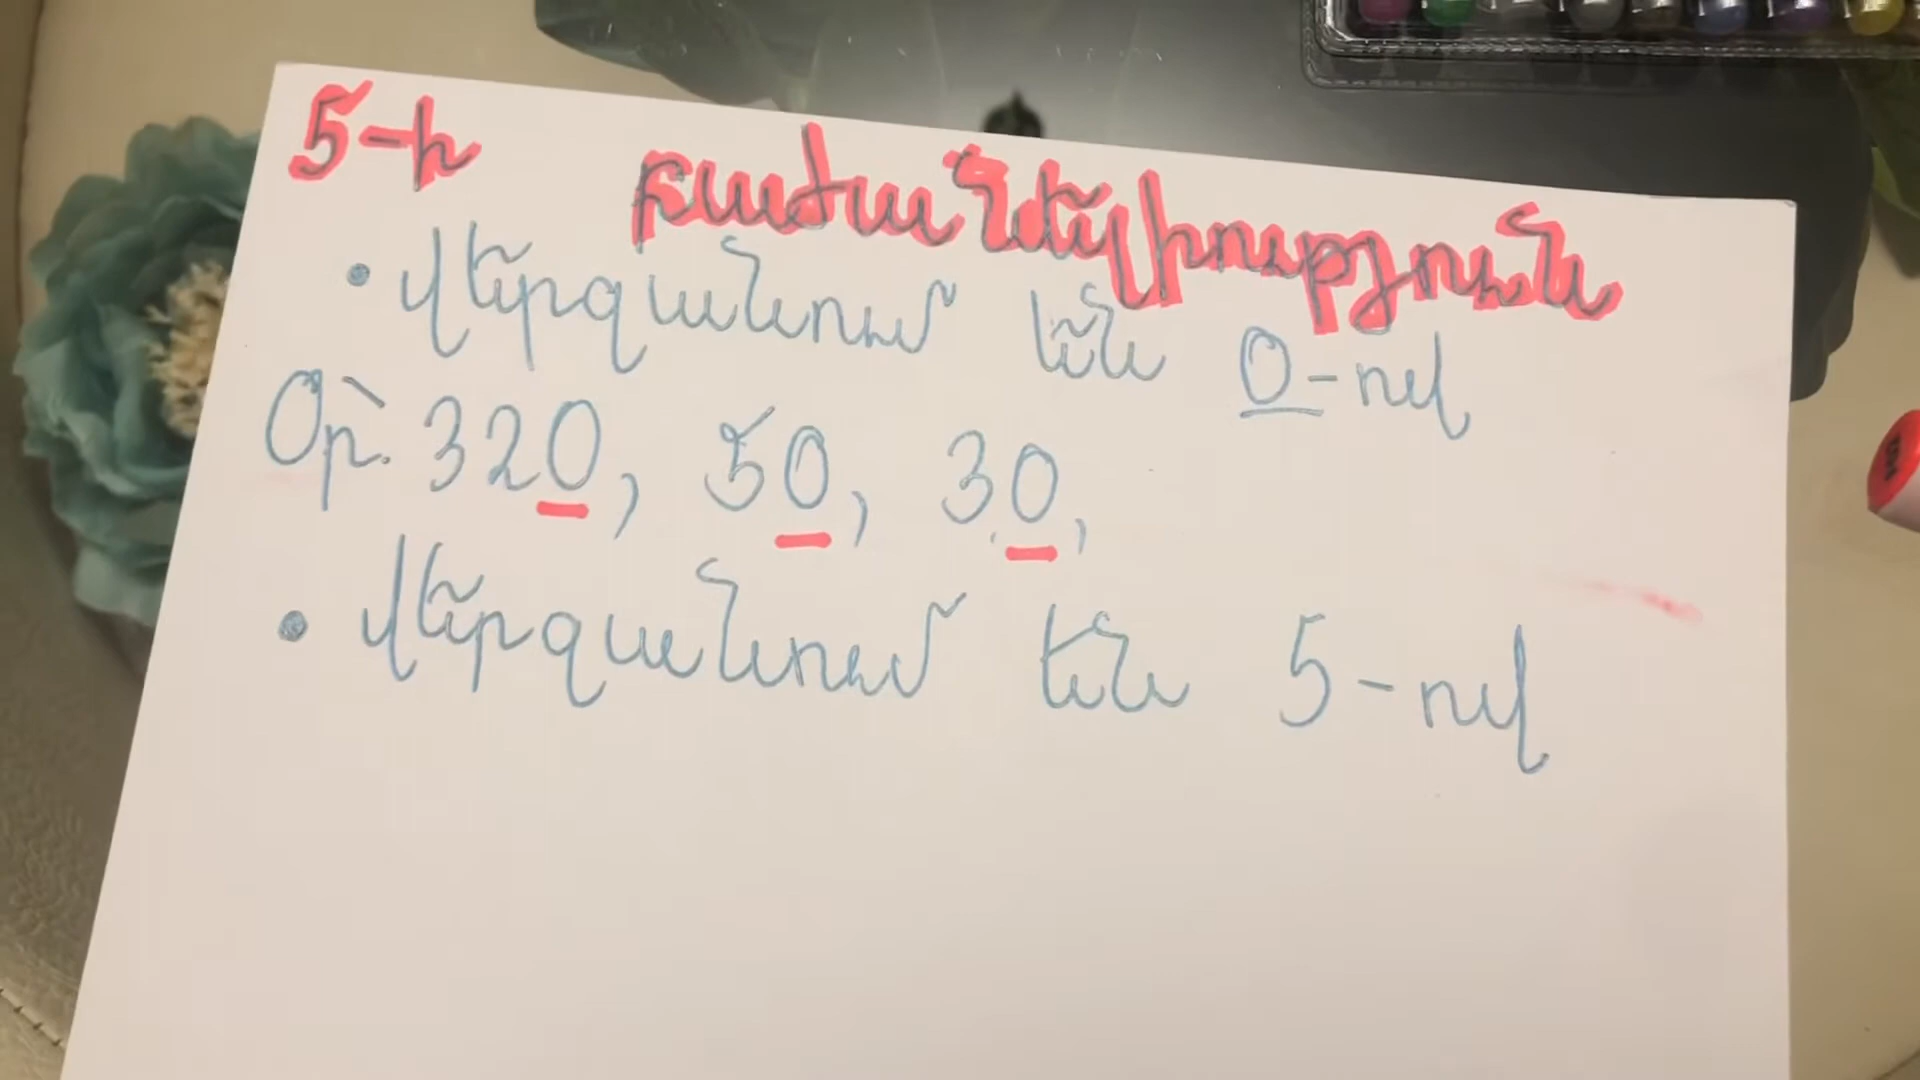 5-ի բաժանելիություն
• վերջանում են 0-ով
Օր՝. 320, 50, 30,
• վերջանում են 5-ով